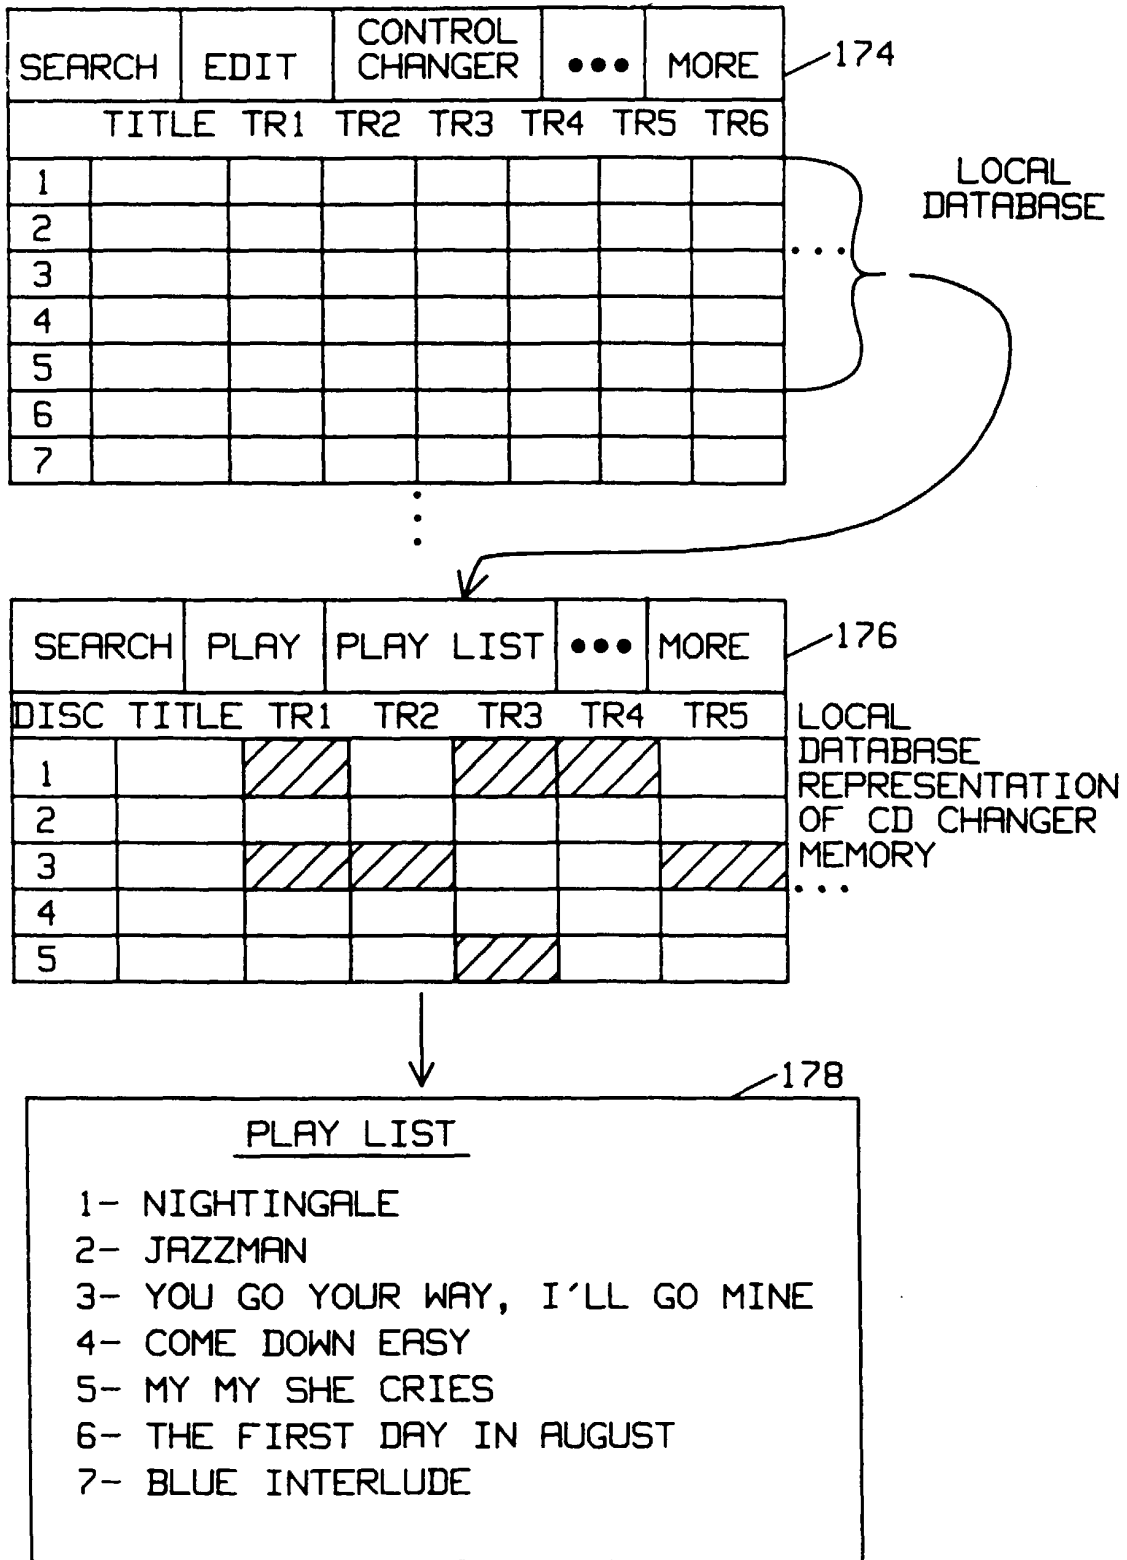 SEARCH EDIT CONTROL CHANGER ••• MORE 174
TITLE TR1 TR2 TR3 TR4 TR5 TR6
1
2
3
4
5
6
7
LOCAL
DATABASE
SEARCH PLAY PLAY LIST ••• MORE 176
DISC TITLE TR1 TR2 TR3 TR4 TR5
1
2
3
4
5
LOCAL
DATABASE
REPRESENTATION
OF CD CHANGER
MEMORY
178
PLAY LIST
1- NIGHTINGALE
2- JAZZMAN
3- YOU GO YOUR WAY, I'LL GO MINE
4- COME DOWN EASY
5- MY MY SHE CRIES
6- THE FIRST DAY IN AUGUST
7- BLUE INTERLUDE